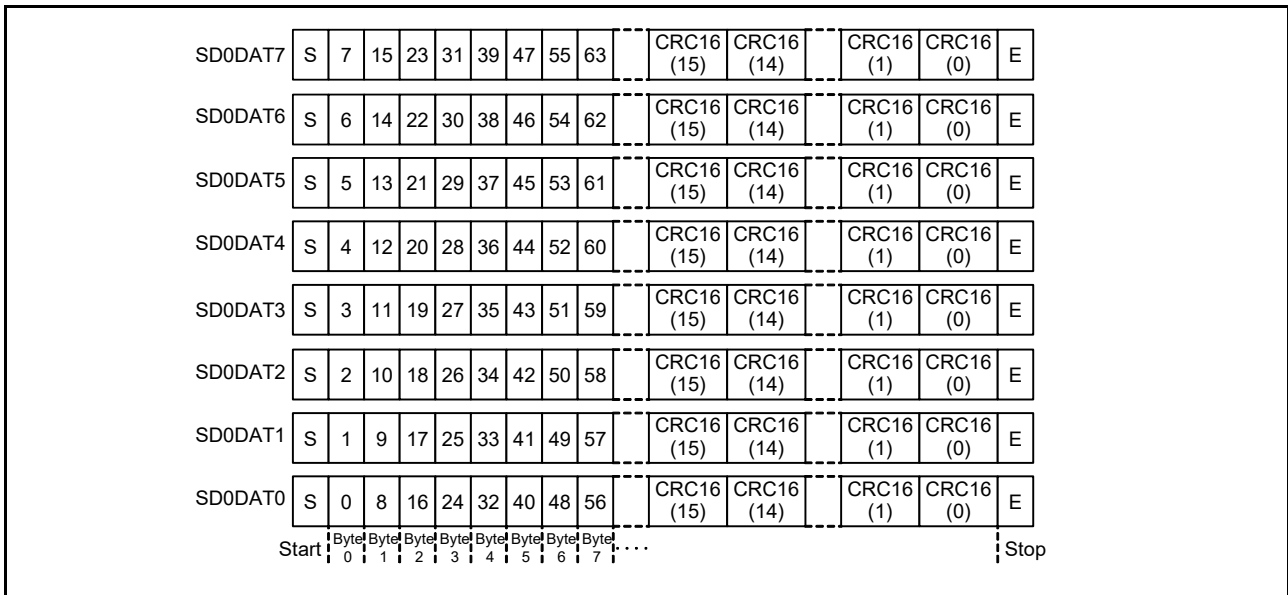 SD0DAT7 S 7 15 23 31 39 47 55 63 CRC16 (15) CRC16 (14) CRC16 (1) CRC16 (0) E
SD0DAT6 S 6 14 22 30 38 46 54 62 CRC16 (15) CRC16 (14) CRC16 (1) CRC16 (0) E
SD0DAT5 S 5 13 21 29 37 45 53 61 CRC16 (15) CRC16 (14) CRC16 (1) CRC16 (0) E
SD0DAT4 S 4 12 20 28 36 44 52 60 CRC16 (15) CRC16 (14) CRC16 (1) CRC16 (0) E
SD0DAT3 S 3 11 19 27 35 43 51 59 CRC16 (15) CRC16 (14) CRC16 (1) CRC16 (0) E
SD0DAT2 S 2 10 18 26 34 42 50 58 CRC16 (15) CRC16 (14) CRC16 (1) CRC16 (0) E
SD0DAT1 S 1 9 17 25 33 41 49 57 CRC16 (15) CRC16 (14) CRC16 (1) CRC16 (0) E
SD0DAT0 S 0 8 16 24 32 40 48 56 CRC16 (15) CRC16 (14) CRC16 (1) CRC16 (0) E
Start Byte 0 Byte 1 Byte 2 Byte 3 Byte 4 Byte 5 Byte 6 Byte 7 ···· Stop